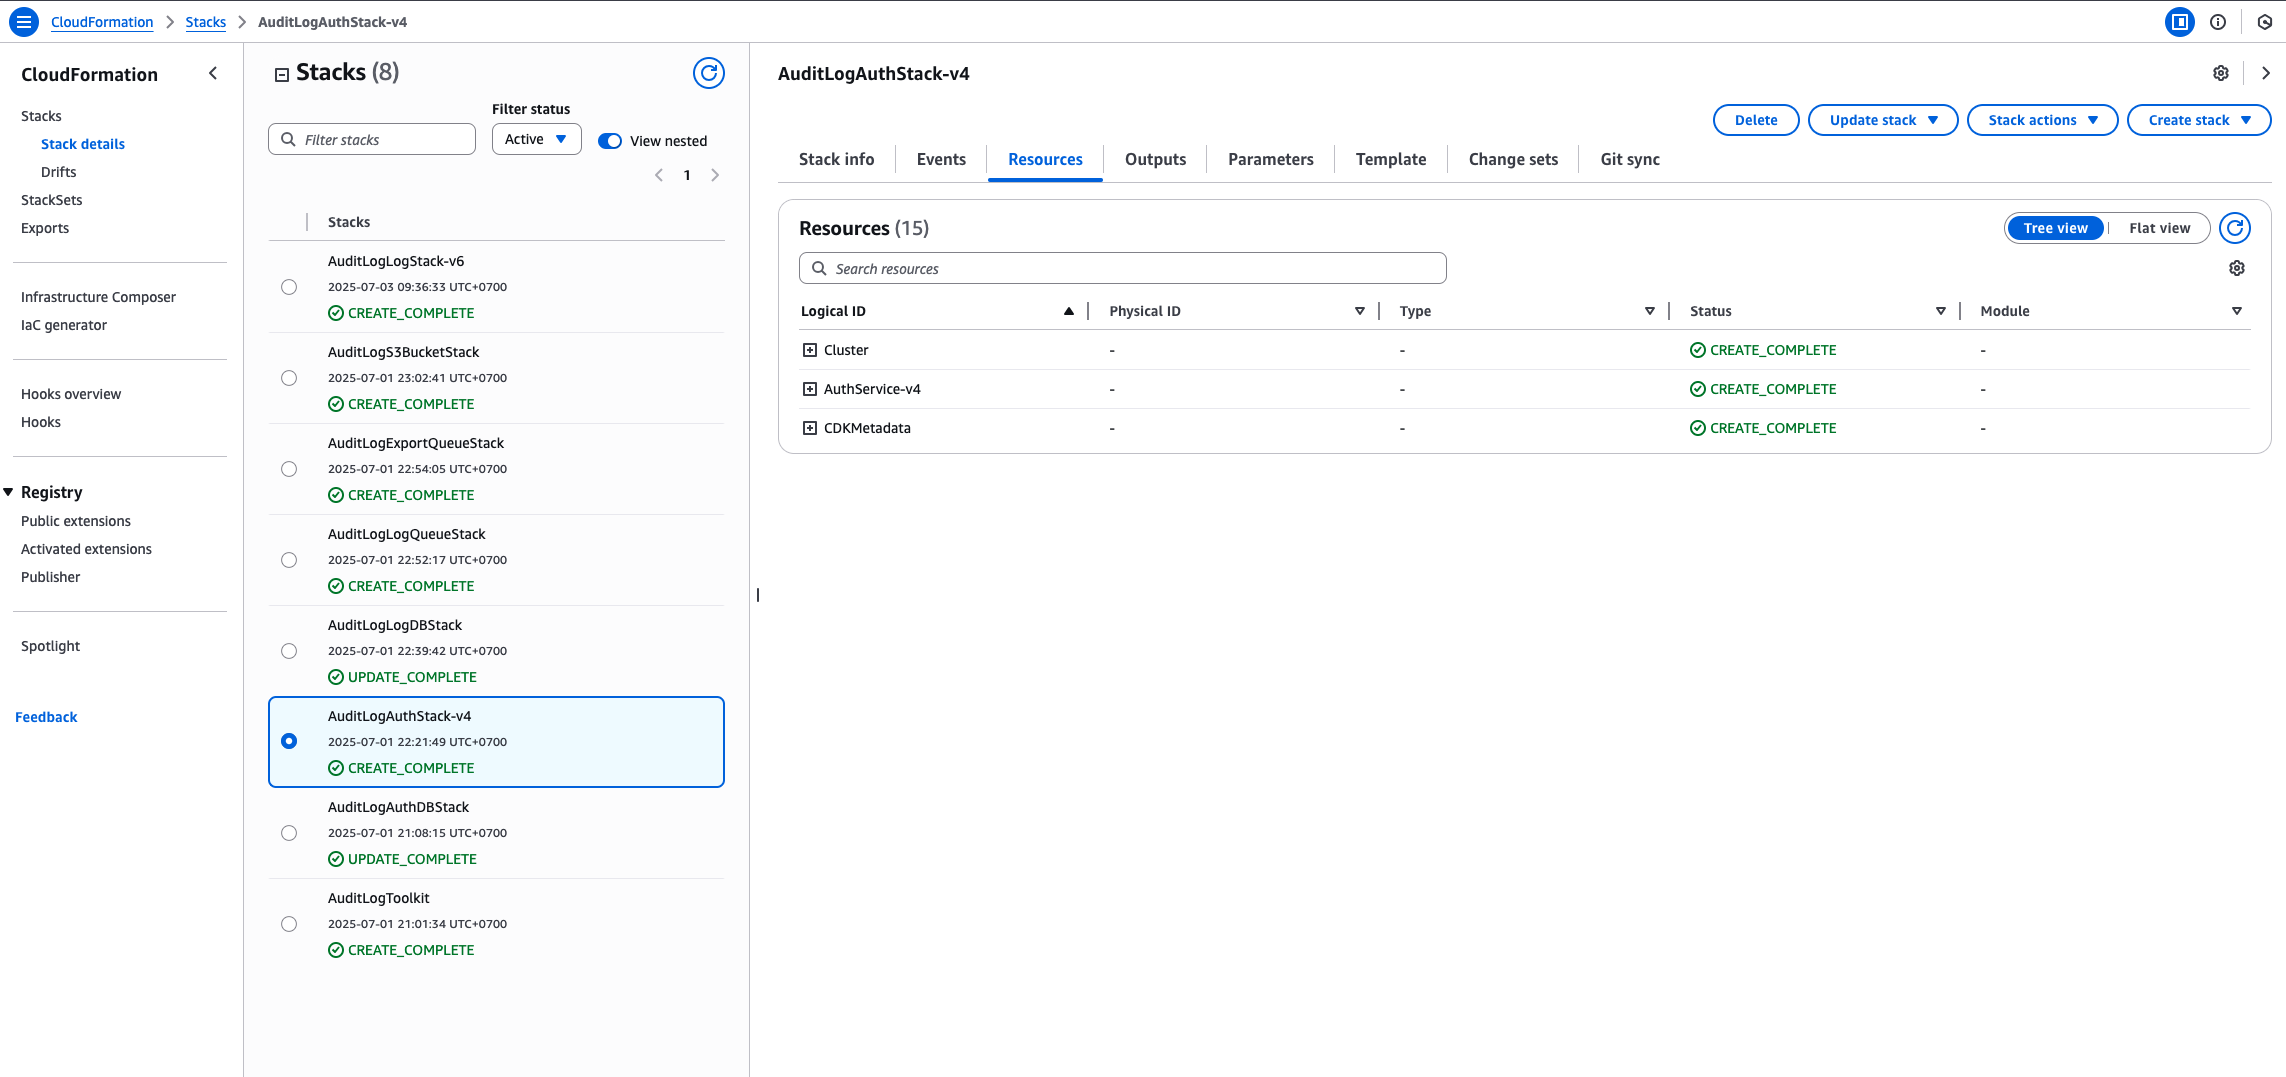 CloudFormation > Stacks > AuditLogAuthStack-v4
CloudFormation
Stacks
Stack details
Drifts
StackSets
Exports
Infrastructure Composer
IaC generator
Hooks overview
Hooks
Registry
Public extensions
Activated extensions
Publisher
Spotlight
Feedback
Stacks (8)
Filter status
Filter stacks
Active
View nested
1
Stacks
AuditLogLogStack-v6
2025-07-03 09:36:33 UTC+0700
CREATE_COMPLETE
AuditLogS3BucketStack
2025-07-01 23:02:41 UTC+0700
CREATE_COMPLETE
AuditLogExportQueueStack
2025-07-01 22:54:05 UTC+0700
CREATE_COMPLETE
AuditLogLogQueueStack
2025-07-01 22:52:17 UTC+0700
CREATE_COMPLETE
AuditLogLogDBStack
2025-07-01 22:39:42 UTC+0700
UPDATE_COMPLETE
AuditLogAuthStack-v4
2025-07-01 22:21:49 UTC+0700
CREATE_COMPLETE
AuditLogAuthDBStack
2025-07-01 21:08:15 UTC+0700
UPDATE_COMPLETE
AuditLogToolkit
2025-07-01 21:01:34 UTC+0700
CREATE_COMPLETE
AuditLogAuthStack-v4
Delete Update stack Stack actions Create stack
Stack info Events Resources Outputs Parameters Template Change sets Git sync
Resources (15)
Tree view Flat view
Search resources
Logical ID Physical ID Type Status Module
Cluster - - CREATE_COMPLETE -
AuthService-v4 - - CREATE_COMPLETE -
CDKMetadata - - CREATE_COMPLETE -